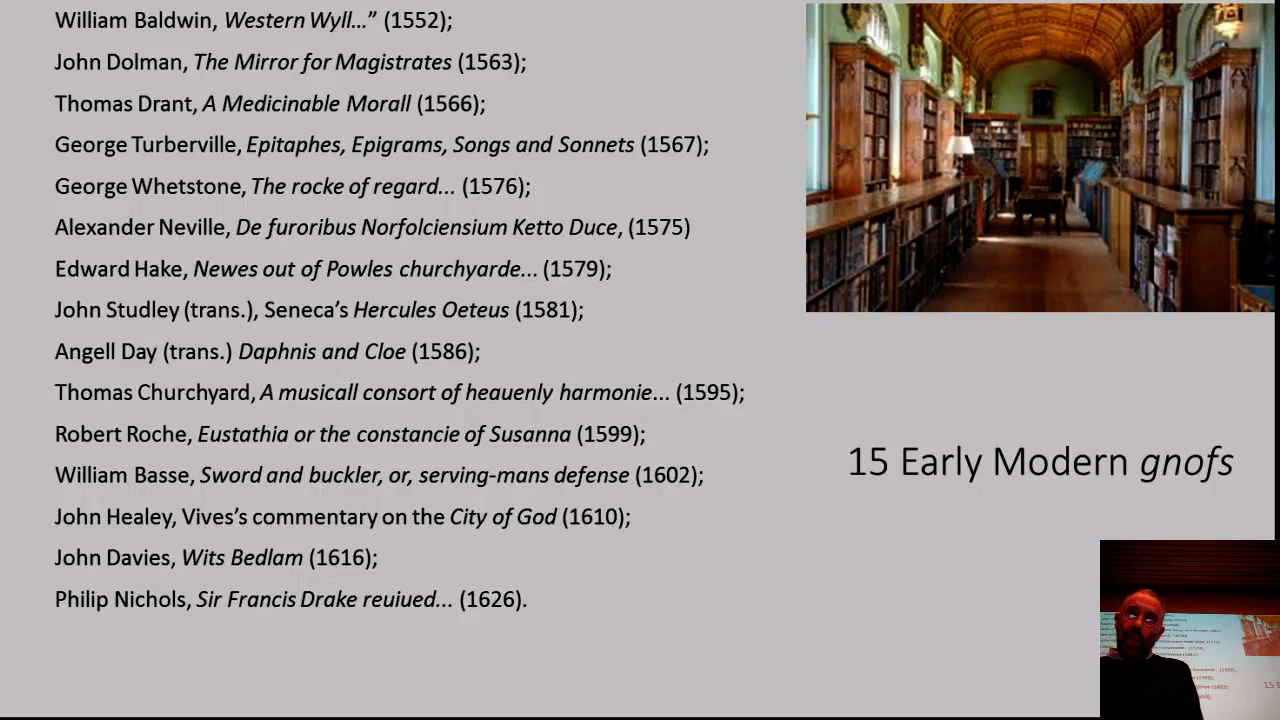 William Baldwin, Western Wyll…” (1552);
John Dolman, The Mirror for Magistrates (1563);
Thomas Drant, A Medicinable Morall (1566);
George Turberville, Epitaphes, Epigrams, Songs and Sonnets (1567);
George Whetstone, The rocke of regard... (1576);
Alexander Neville, De furoribus Norfolciensium Ketto Duce, (1575)
Edward Hake, Newes out of Powles churchyarde... (1579);
John Studley (trans.), Seneca’s Hercules Oeteus (1581);
Angell Day (trans.) Daphnis and Cloe (1586);
Thomas Churchyard, A musicall consort of heauenly harmonie... (1595);
Robert Roche, Eustathia or the constancie of Susanna (1599);
William Basse, Sword and buckler, or, serving-mans defense (1602);
John Healey, Vives’s commentary on the City of God (1610);
John Davies, Wits Bedlam (1616);
Philip Nichols, Sir Francis Drake reuiued... (1626).
15 Early Modern gnofs